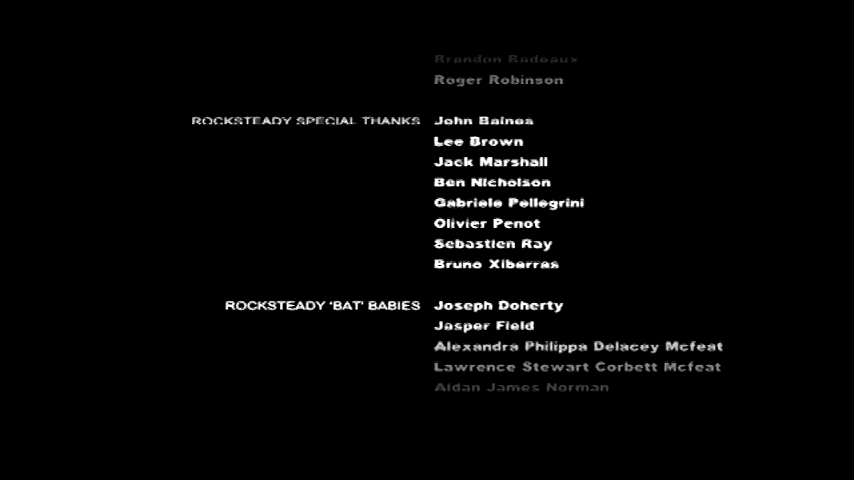 Brandon Badeaux
Roger Robinson
ROCKSTEADY SPECIAL THANKS John Baines
Lee Brown
Jack Marshall
Ben Nicholson
Gabriele Pellegrini
Olivier Penot
Sebastien Ray
Bruno Xibarras
ROCKSTEADY 'BAT' BABIES Joseph Doherty
Jasper Field
Alexandra Philippa Delacey Mcfeat
Lawrence Stewart Corbett Mcfeat
Aidan James Norman